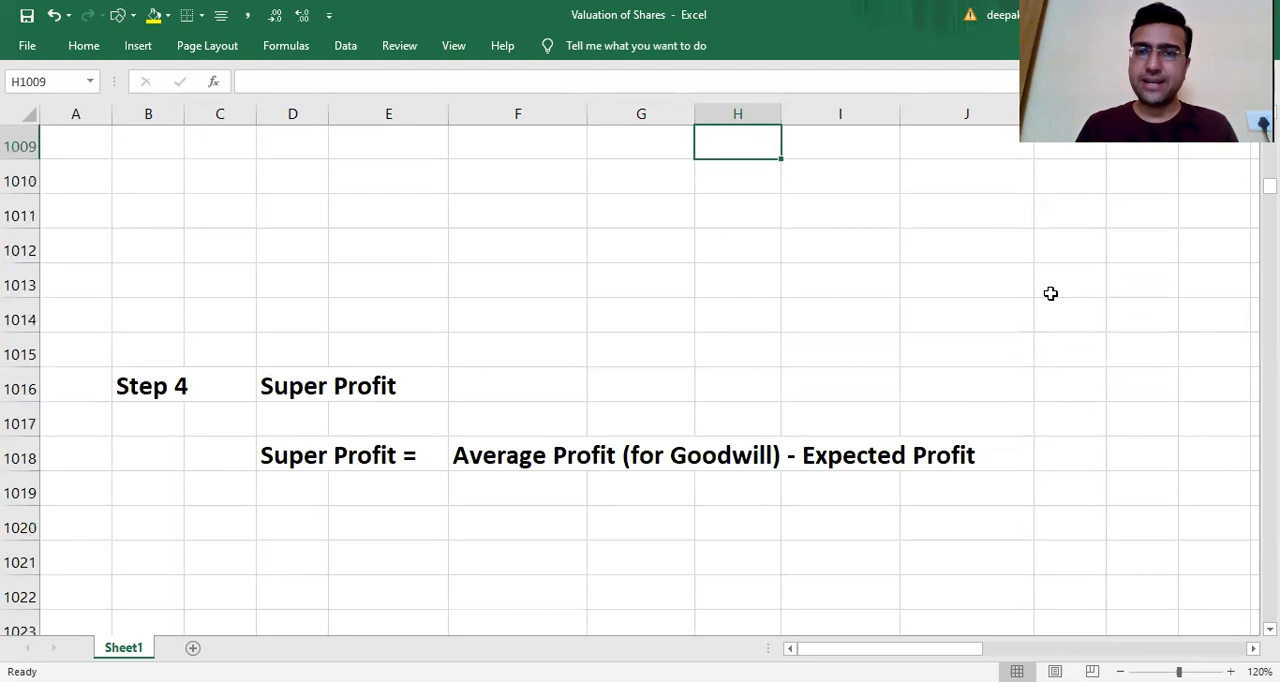 Valuation of Shares - Excel
File Home Insert Page Layout Formulas Data Review View Help Tell me what you want to do
H1009
fx
A B C D E F G H I J
1009
1010
1011
1012
1013
1014
1015
1016 Step 4 Super Profit
1017
1018 Super Profit = Average Profit (for Goodwill) - Expected Profit
1019
1020
1021
1022
1023
Sheet1
Ready 120%